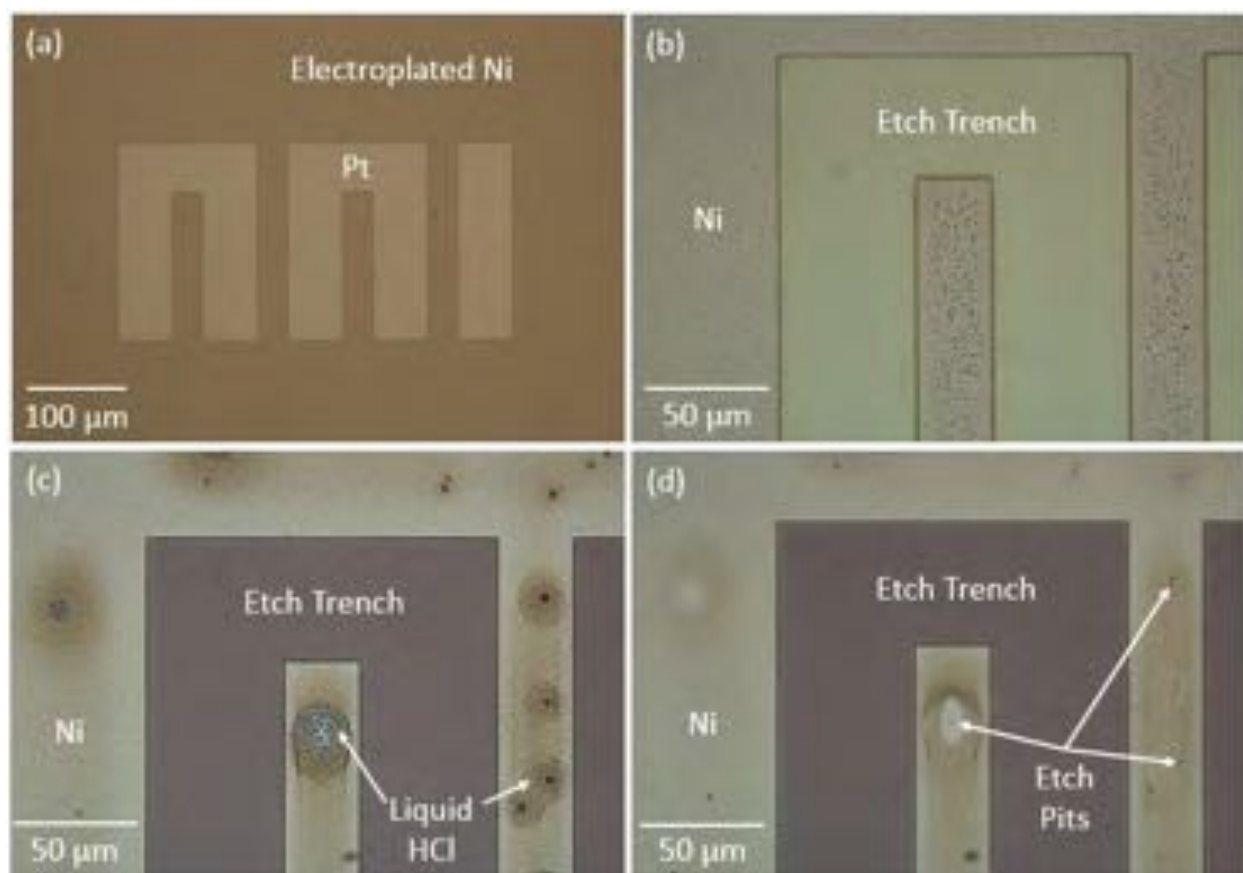 (a)
Electroplated Ni
Pt
100 μm
(b)
Etch Trench
Ni
50 μm
(c)
Etch Trench
Ni
Liquid
HCl
50 μm
(d)
Etch Trench
Ni
Etch
Pits
50 μm